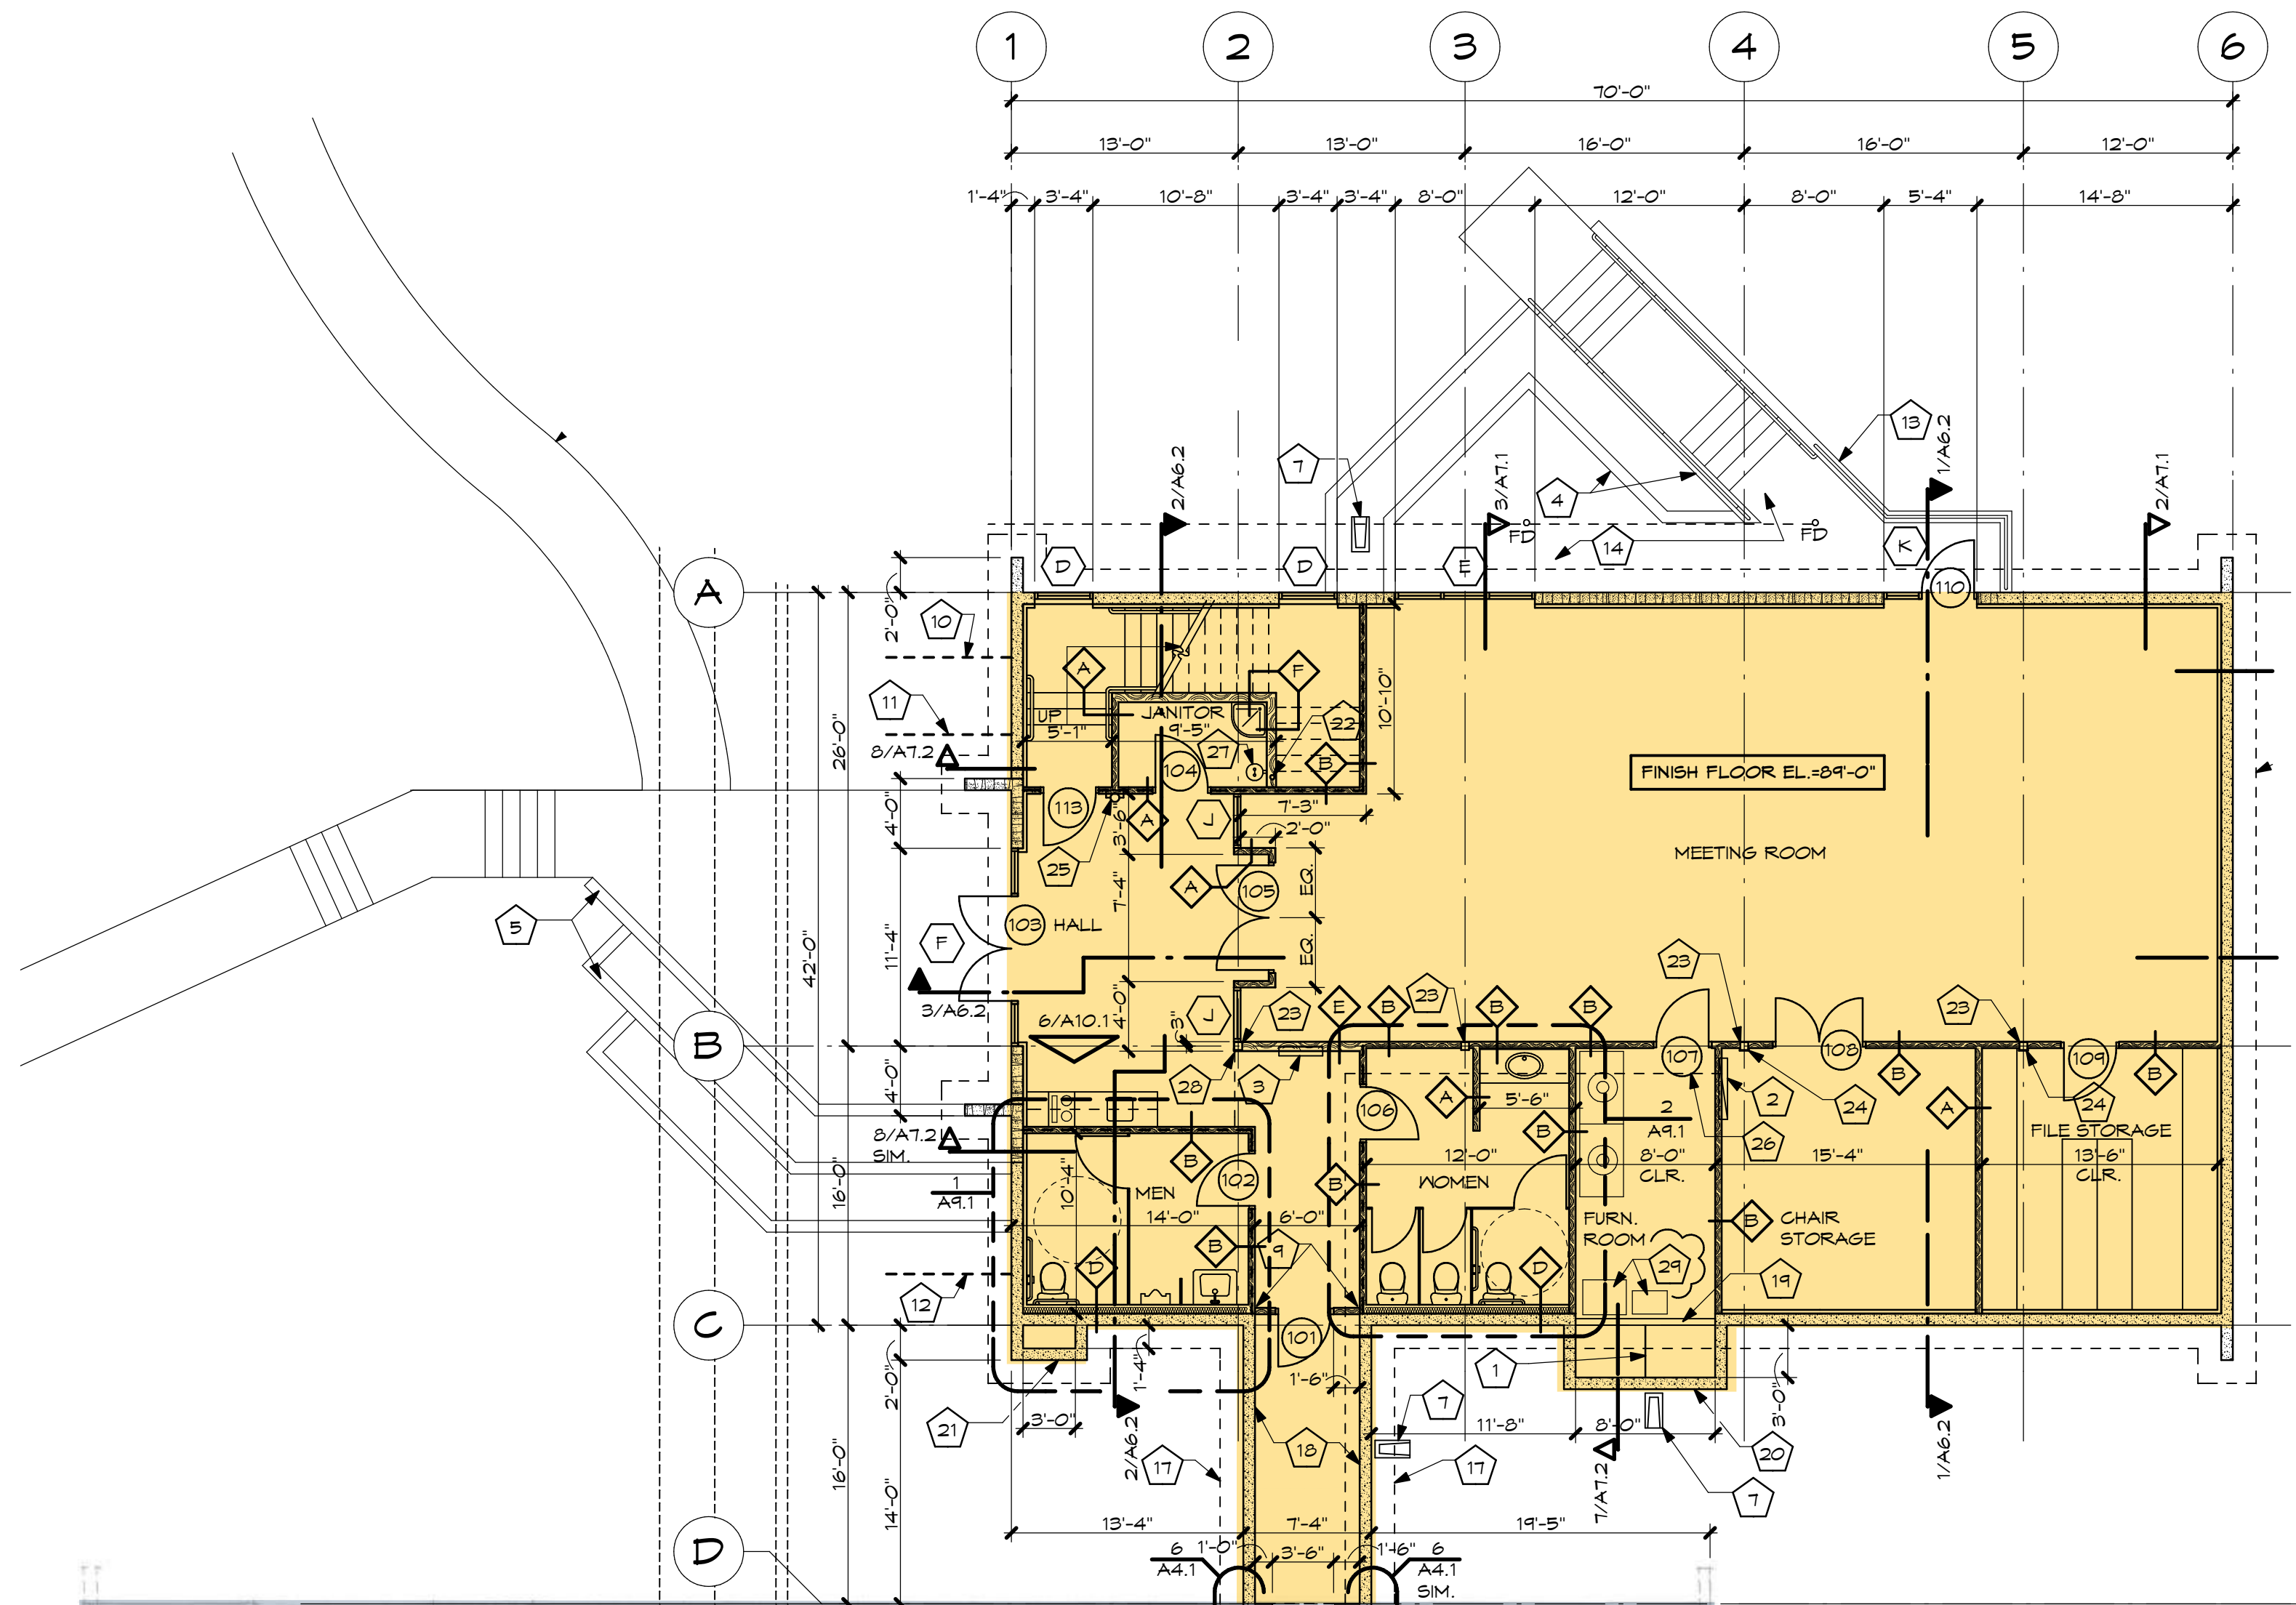 1 2 3 4 5 6
70'-0"
13'-0" 13'-0" 16'-0" 16'-0" 12'-0"
1'-4" 3'-4" 10'-8" 3'-4" 3'-4" 8'-0" 12'-0" 8'-0" 5'-4" 14'-8"
13
1/A6.2
2/A6.2
7
3/A7.1
4
2/A7.1
FD
FD
14
K
D D E
A
110
2'-0"
10
A
F
11
UP
JANITOR
5'-1"
9'-5"
22
10'-10"
26'-0"
8/A7.2
27
104
B
FINISH FLOOR EL.=89'-0"
4'-0"
113
3'-6"
A
J
7'-3"
2'-0"
MEETING ROOM
25
7'-4"
A
105
EQ.
5
103 HALL
F
42'-0"
11'-4"
EQ.
23
3/A6.2
6/A10.1
4'-0"
3"
J
23
E B 23 B B
23
B
107
108
109
4'-0"
28
3
106
A
5'-6"
2
A9.1
2
24
B
A
24
B
8/A7.2
SIM.
26
FILE STORAGE
B
B
102
12'-0"
8'-0"
CLR.
15'-4"
13'-6"
CLR.
16'-0"
1
A9.1
10'-4"
MEN
B
WOMEN
14'-0"
6'-0"
FURN.
ROOM
B
CHAIR
STORAGE
B
9
D
D
29
19
12
C
101
1
2'-0"
1'-4"
1'-6"
3'-0"
21
3'-0"
2/A6.2
7
11'-8"
8'-0"
20
18
17
17
7/A7.2
1/A6.2
7
16'-0"
14'-0"
13'-4" 7'-4" 19'-5"
D
6
A4.1
1'-0" 3'-6" 1'-6"
6
A4.1
SIM.